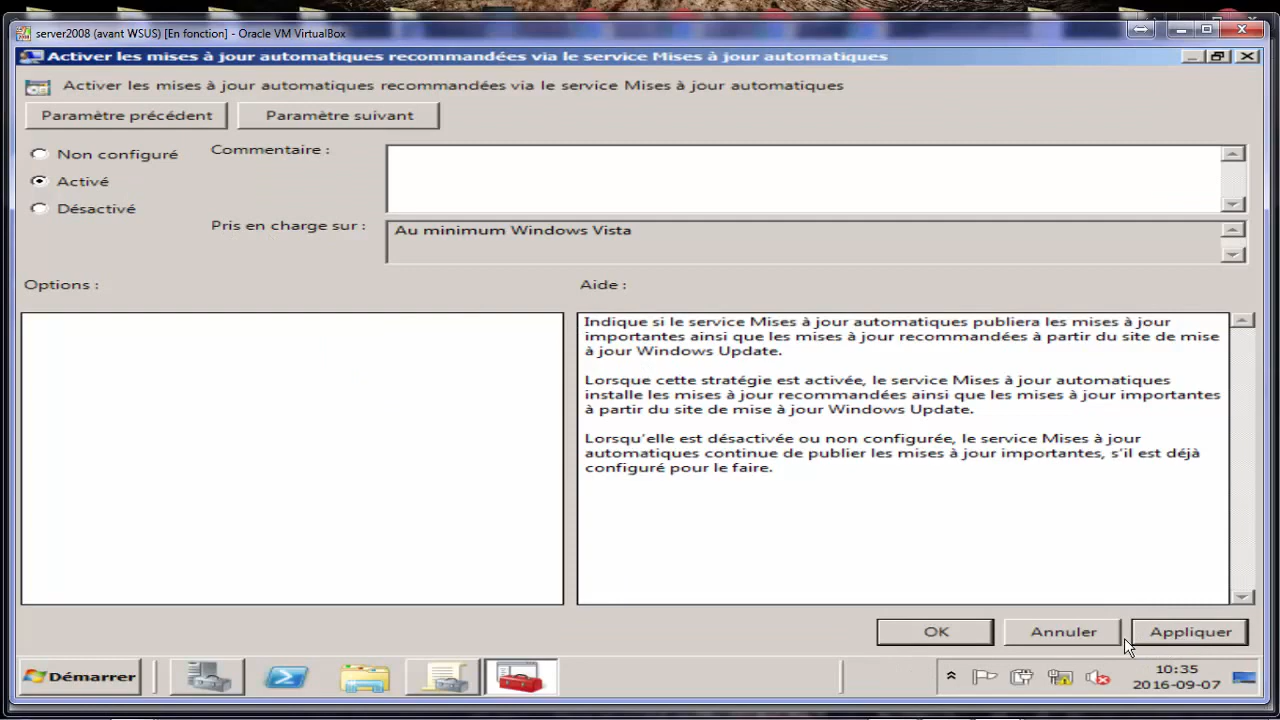 server2008 (avant WSUS) [En fonction] - Oracle VM VirtualBox
Activer les mises à jour automatiques recommandées via le service Mises à jour automatiques
Activer les mises à jour automatiques recommandées via le service Mises à jour automatiques
Paramètre précédent
Paramètre suivant
Non configuré
Commentaire :
Activé
Désactivé
Pris en charge sur :
Au minimum Windows Vista
Options :
Aide :
Indique si le service Mises à jour automatiques publiera les mises à jour
importantes ainsi que les mises à jour recommandées à partir du site de mise
à jour Windows Update.
Lorsque cette stratégie est activée, le service Mises à jour automatiques
installe les mises à jour recommandées ainsi que les mises à jour importantes
à partir du site de mise à jour Windows Update.
Lorsqu'elle est désactivée ou non configurée, le service Mises à jour
automatiques continue de publier les mises à jour importantes, s'il est déjà
configuré pour le faire.
OK
Annuler
Appliquer
Démarrer
10:35
2016-09-07